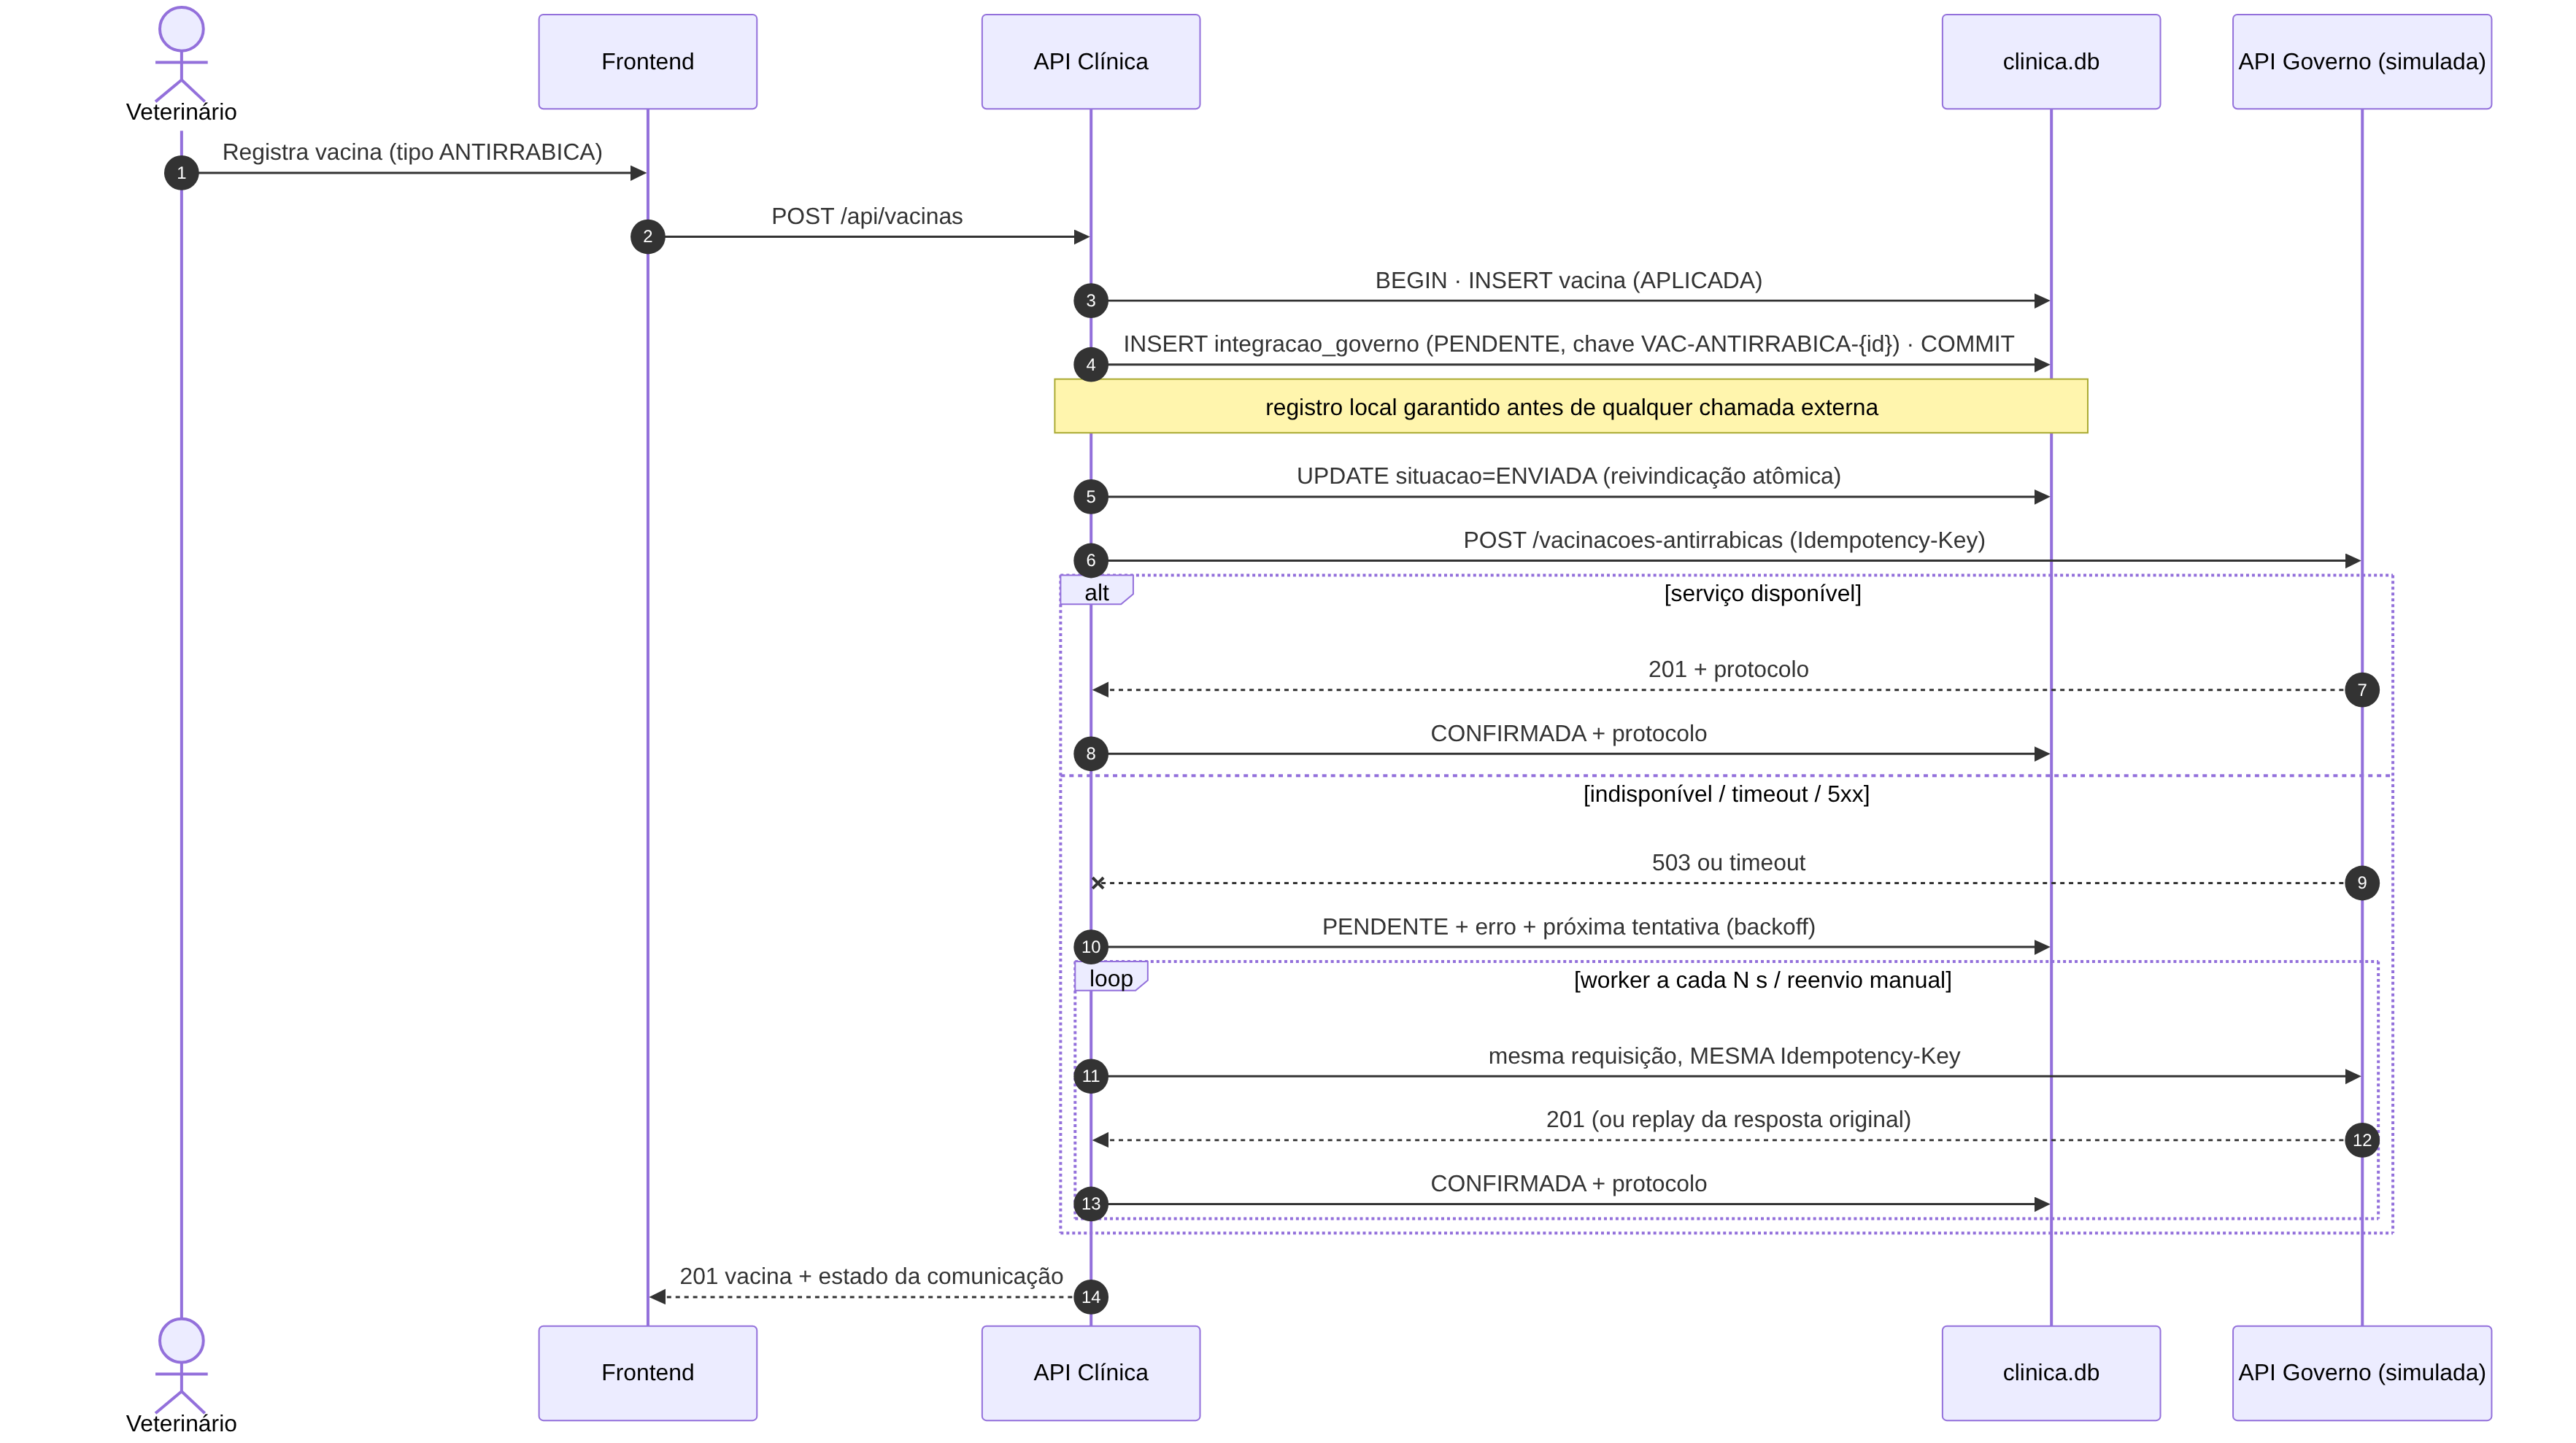 Veterinário
Frontend
API Clínica
clinica.db
API Governo (simulada)
1
Registra vacina (tipo ANTIRRABICA)
2
POST /api/vacinas
3
BEGIN · INSERT vacina (APLICADA)
4
INSERT integracao_governo (PENDENTE, chave VAC-ANTIRRABICA-{id}) · COMMIT
registro local garantido antes de qualquer chamada externa
5
UPDATE situacao=ENVIADA (reivindicação atômica)
6
POST /vacinacoes-antirrabicas (Idempotency-Key)
alt
[serviço disponível]
201 + protocolo
7
8
CONFIRMADA + protocolo
[indisponível / timeout / 5xx]
503 ou timeout
9
10
PENDENTE + erro + próxima tentativa (backoff)
loop
[worker a cada N s / reenvio manual]
11
mesma requisição, MESMA Idempotency-Key
201 (ou replay da resposta original)
12
13
CONFIRMADA + protocolo
201 vacina + estado da comunicação
14
Veterinário
Frontend
API Clínica
clinica.db
API Governo (simulada)